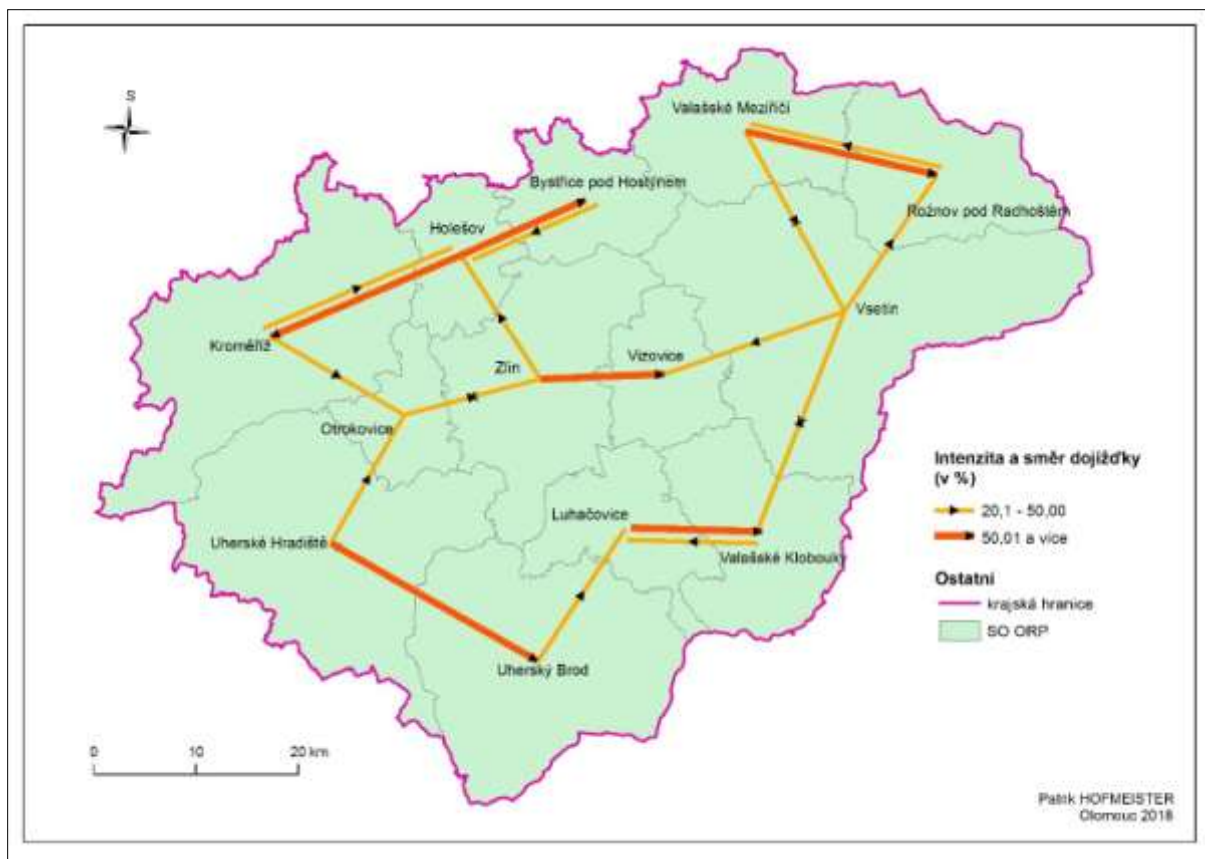 S
Valašské Meziříčí
Bystřice pod Hostýnem
Rožnov pod Radhoštěm
Holešov
Vsetín
Kroměříž
Vizovice
Zlín
Otrokovice
Luhačovice
Uherské Hradiště
Valašské Klobouky
Uherský Brod
Intenzita a směr dojížďky
(v %)
20,1 - 50,00
50,01 a více
Ostatní
krajská hranice
SO ORP
0 10 20 km
Patrik HOFMEISTER
Olomouc 2018